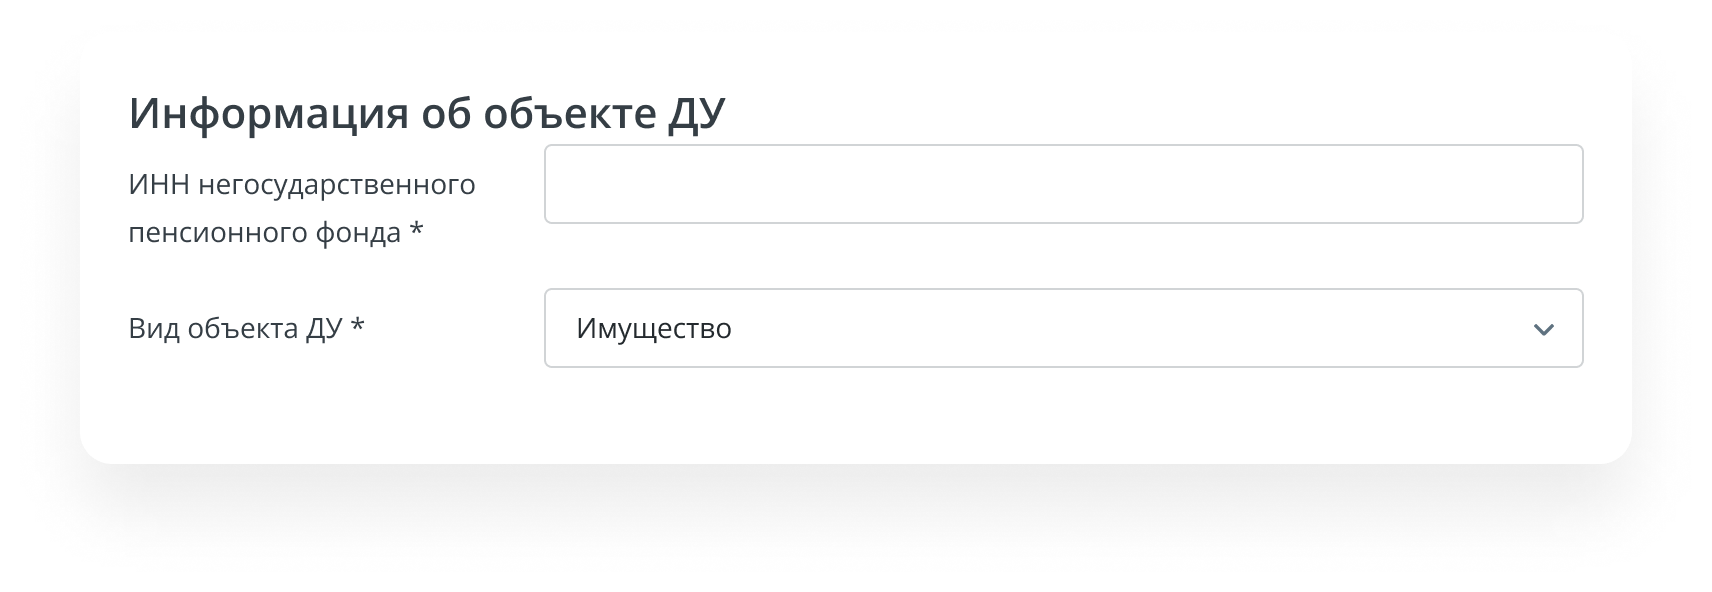 Информация об объекте ДУ
ИНН негосударственного
пенсионного фонда *
Вид объекта ДУ *
Имущество